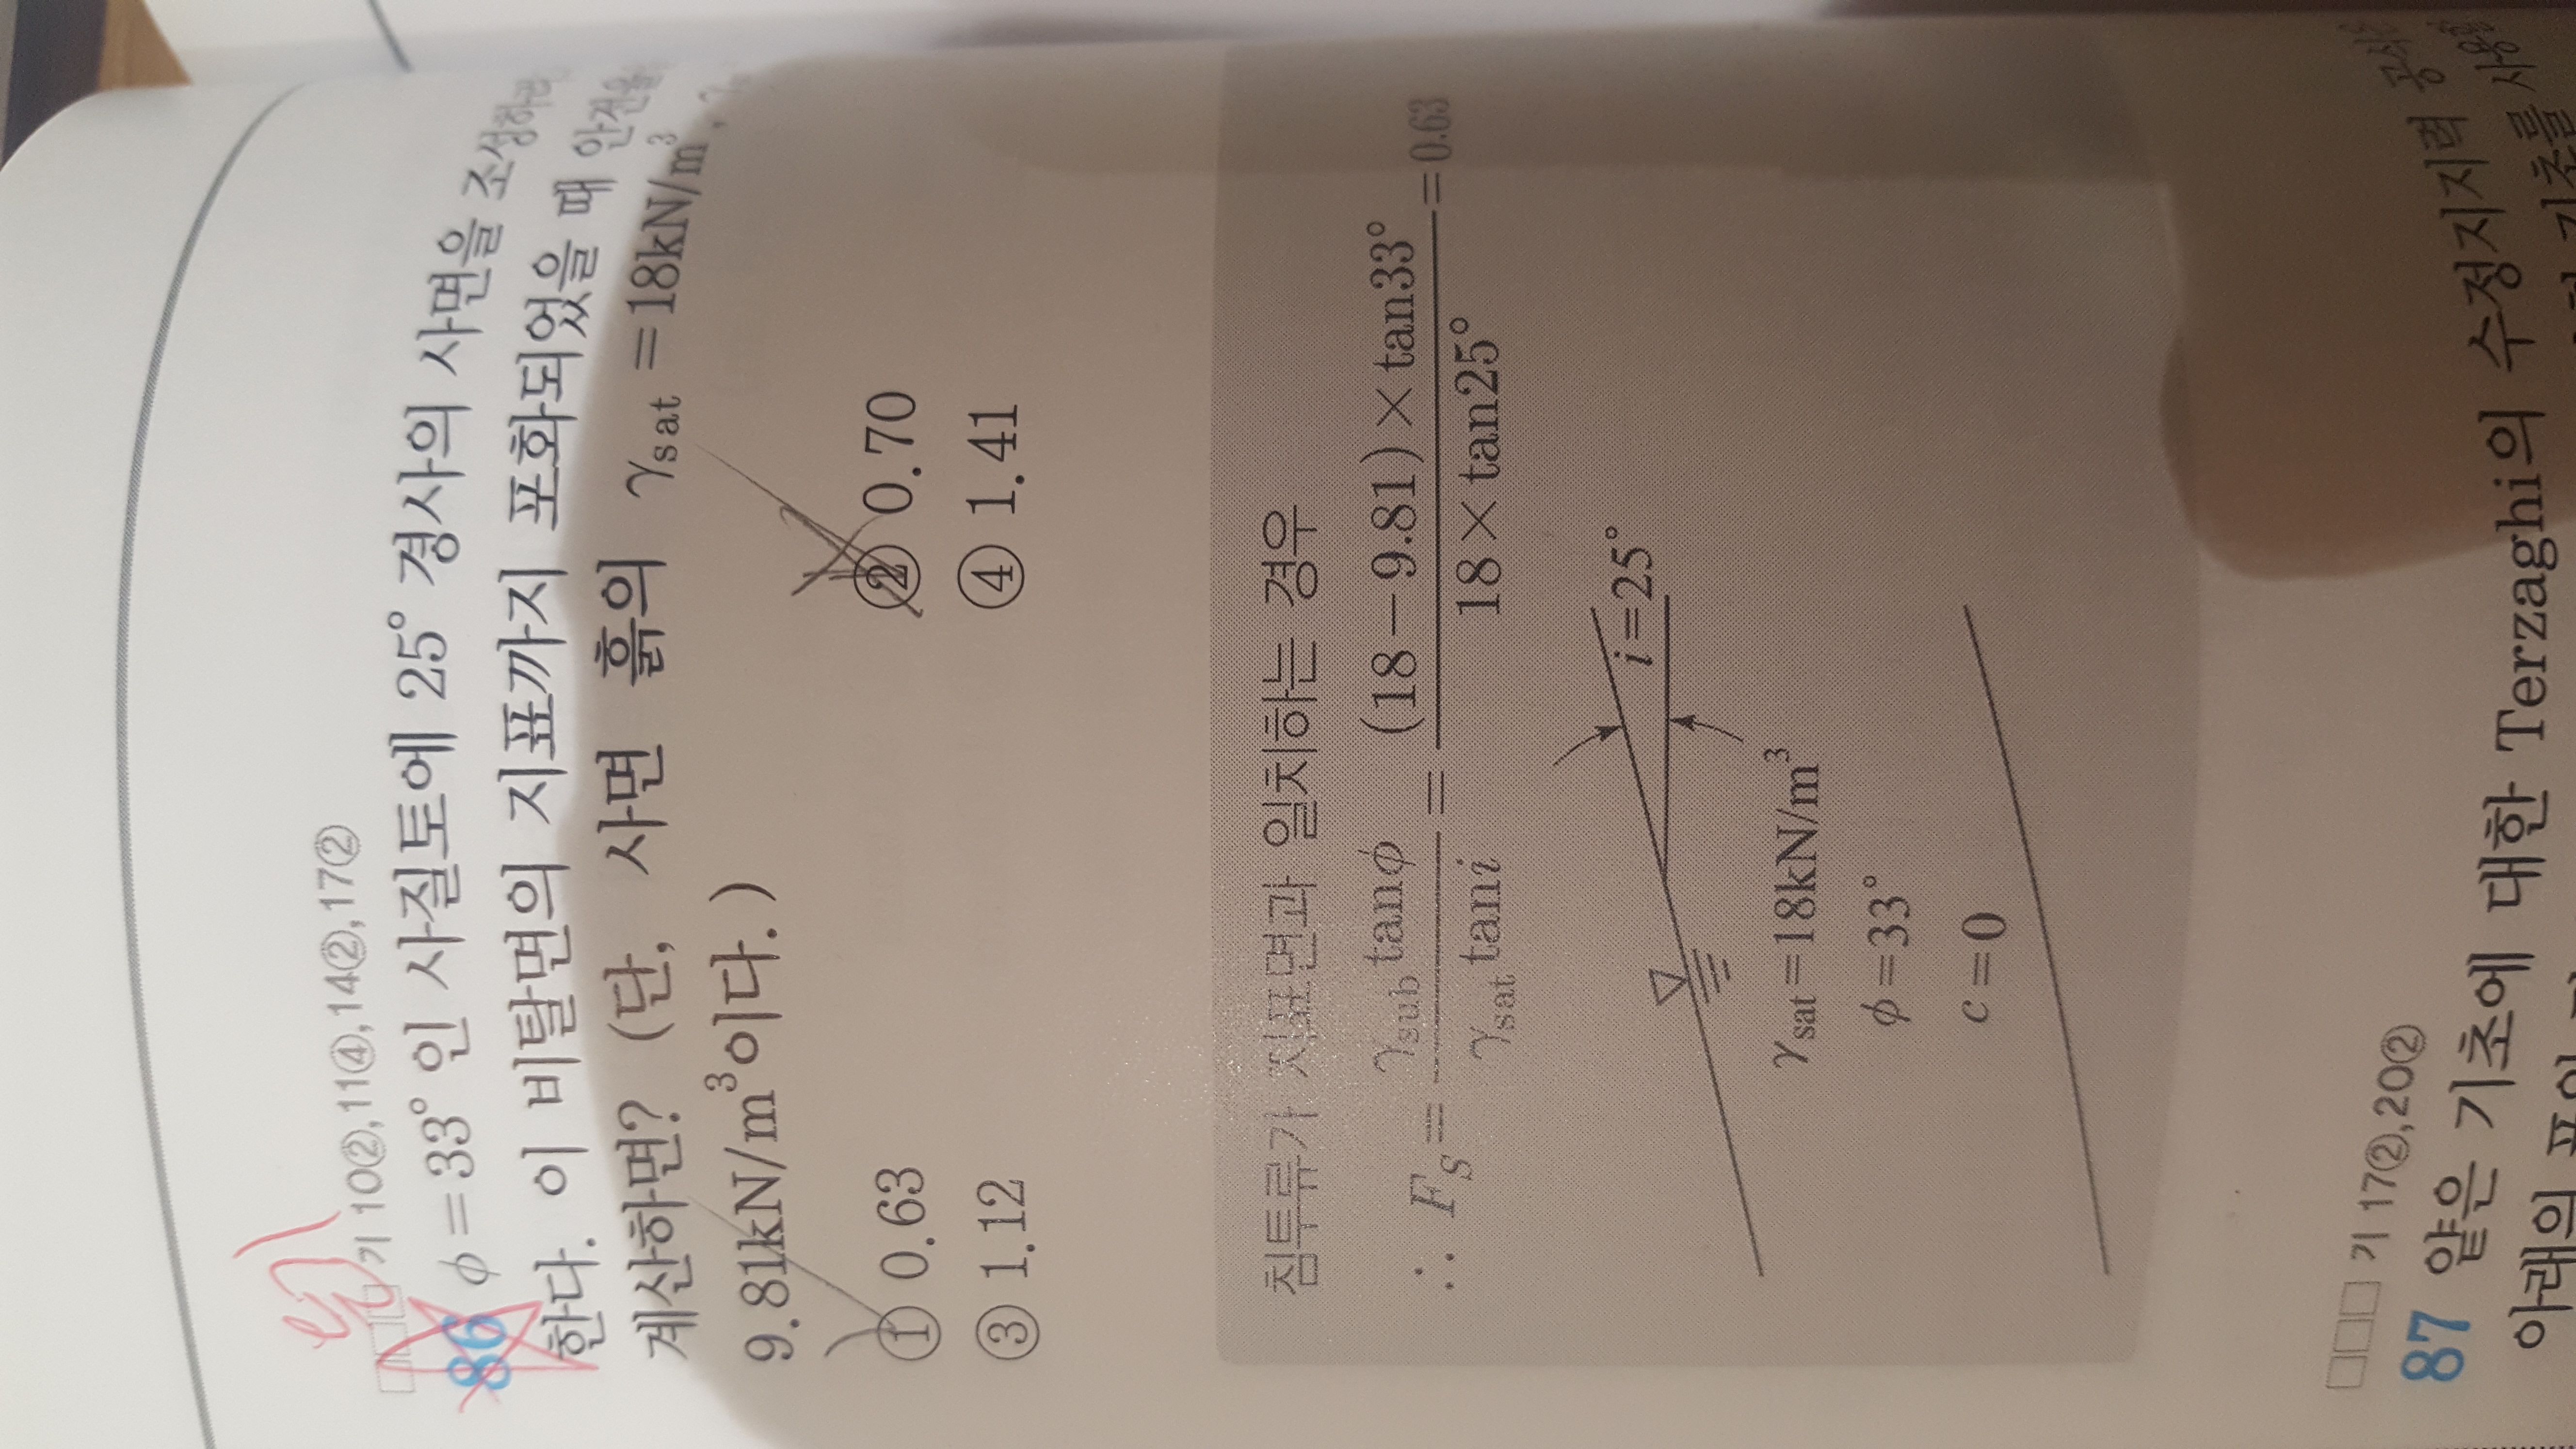 기 10②,11④,14②,17②
86 φ=33°인 사질토에 25° 경사의 사면을 조성하려
한다. 이 비탈면의 지표까지 포화되었을 때 안전율을
계산하면? (단, 사면 흙의 γsat=18kN/m³,
9.81kN/m³이다.)
① 0.63 ② 0.70
③ 1.12 ④ 1.41
침투류가 지표면과 일치하는 경우
∴ Fs = γsub tanφ / γsat tan i = (18-9.81)×tan33° / 18×tan25° = 0.63
i=25°
γsat=18kN/m³
φ=33°
c=0
기 17②,20②
87 얕은 기초에 대한 Terzaghi의 수정지지력 공식은
아래의 표와